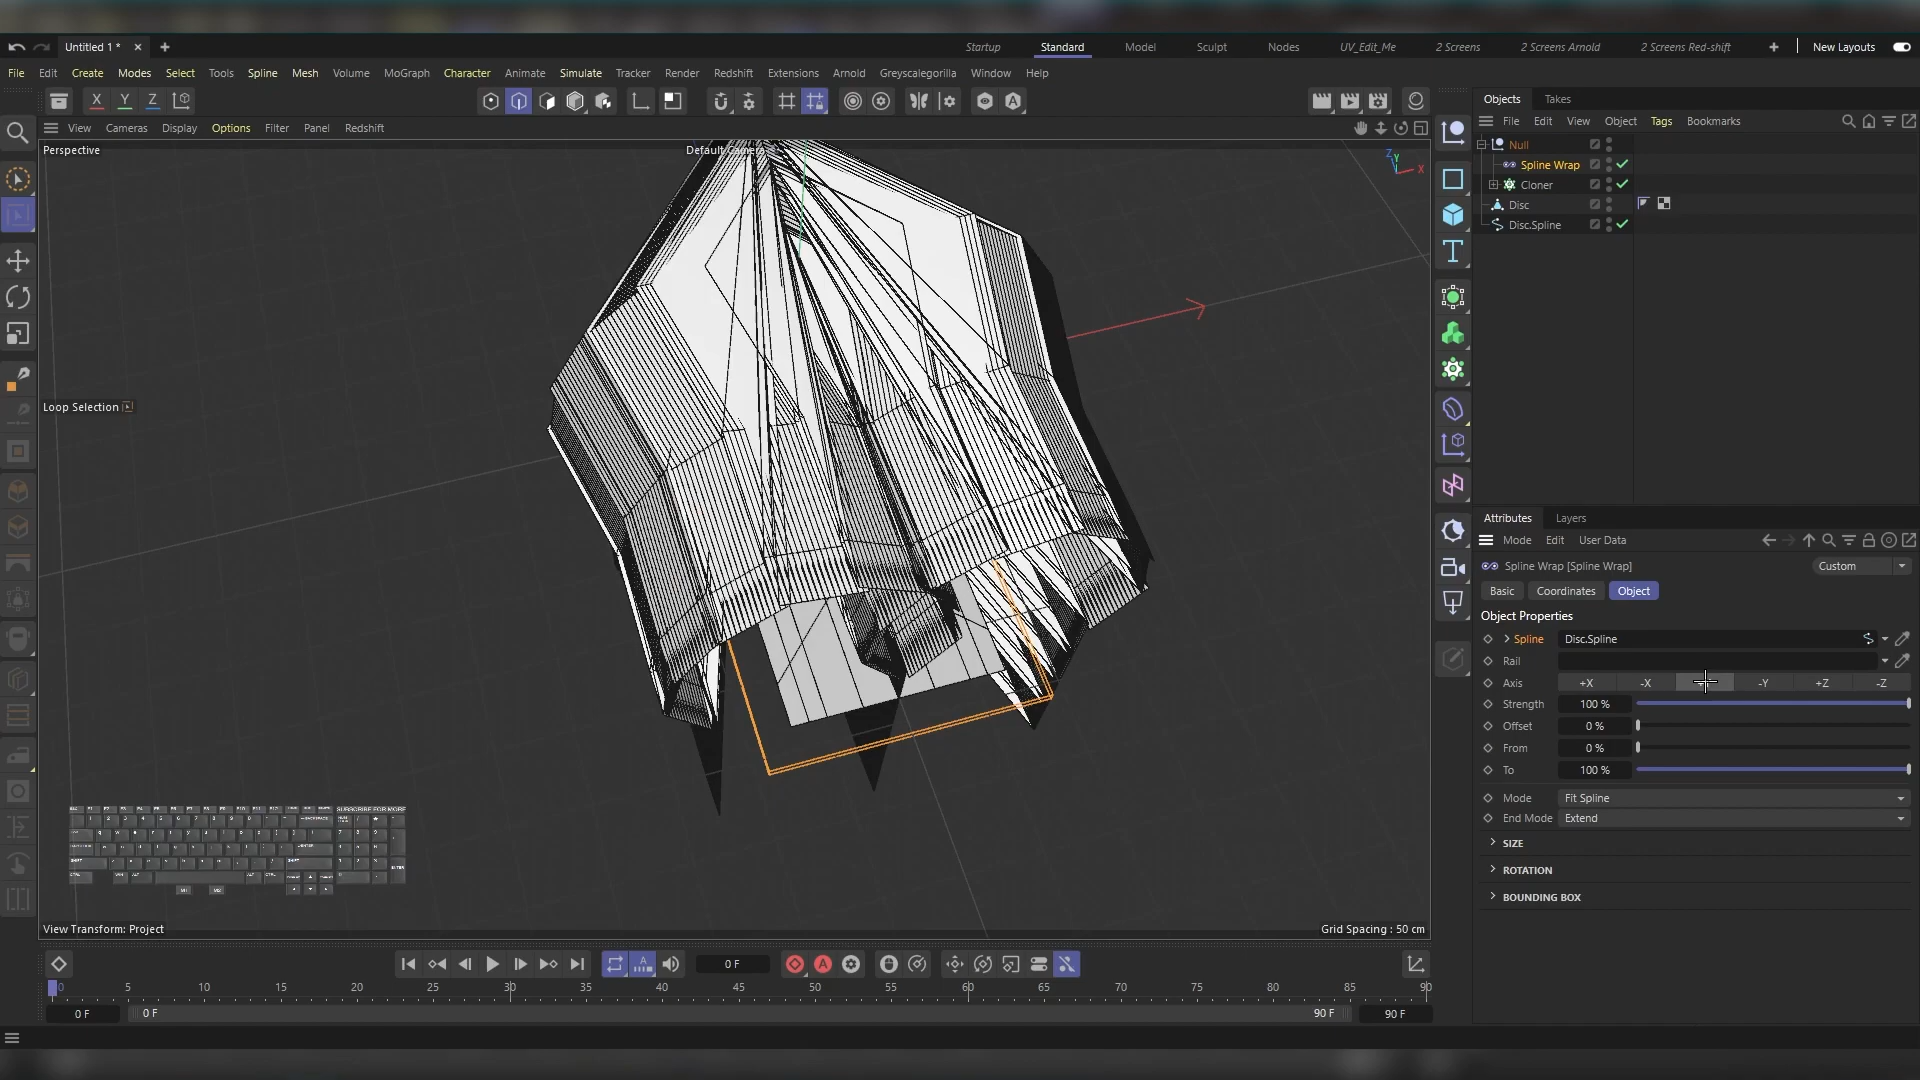 Untitled 1 *
Startup Standard Model Sculpt Nodes UV_Edit_Me 2 Screens 2 Screens Arnold 2 Screens Red-shift New Layouts
File Edit Create Modes Select Tools Spline Mesh Volume MoGraph Character Animate Simulate Tracker Render Redshift Extensions Arnold Greyscalegorilla Window Help
X Y Z
Objects Takes
File Edit View Object Tags Bookmarks
View Cameras Display Options Filter Panel Redshift
Perspective
Default Camera
Z
Y
X
Null
Spline Wrap
Cloner
Disc
Disc.Spline
Loop Selection
Attributes Layers
Mode Edit User Data
Spline Wrap [Spline Wrap]
Custom
Basic Coordinates Object
Object Properties
Spline Disc.Spline
Rail
Axis +X -X -Y +Z -Z
Strength 100 %
Offset 0 %
From 0 %
To 100 %
Mode Fit Spline
End Mode Extend
SIZE
ROTATION
BOUNDING BOX
SUBSCRIBE FOR MORE
View Transform: Project
Grid Spacing : 50 cm
0 F
0 5 10 15 20 25 30 35 40 45 50 55 60 65 70 75 80 85 90
0 F 0 F 90 F 90 F